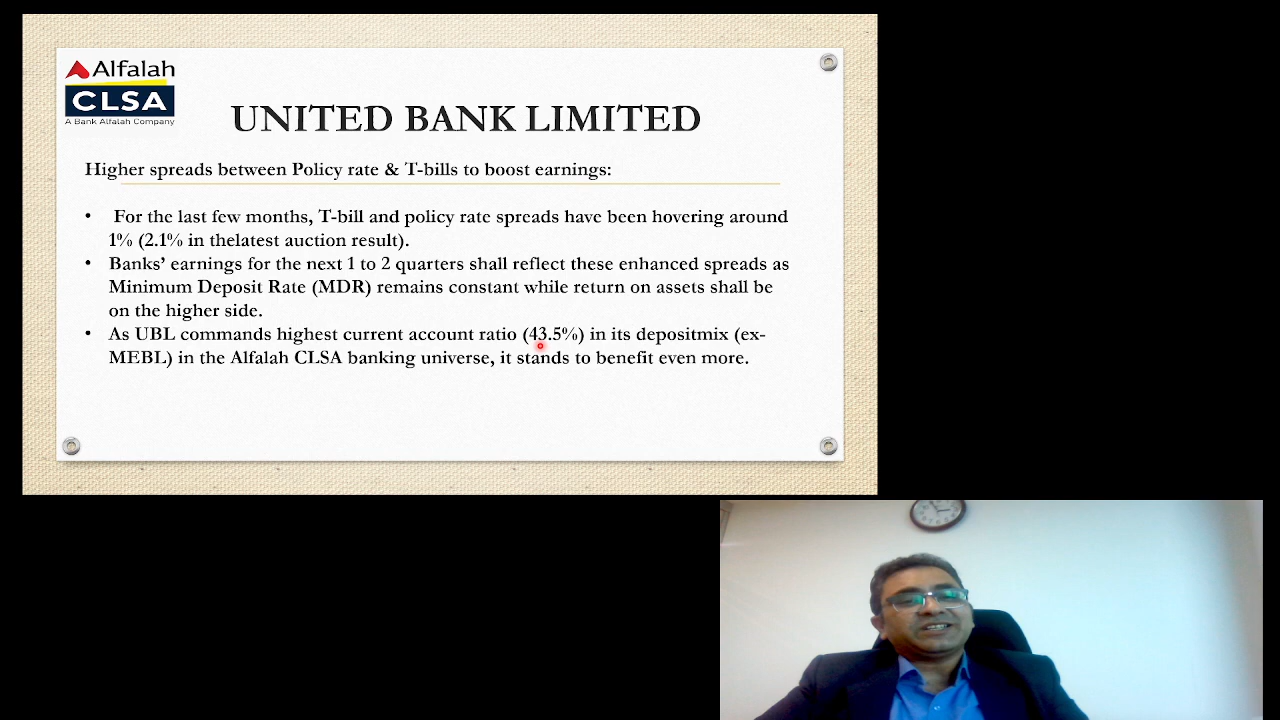 Alfalah
CLSA
A Bank Alfalah Company
UNITED BANK LIMITED
Higher spreads between Policy rate & T-bills to boost earnings:
• For the last few months, T-bill and policy rate spreads have been hovering around
1% (2.1% in thelatest auction result).
• Banks’ earnings for the next 1 to 2 quarters shall reflect these enhanced spreads as
Minimum Deposit Rate (MDR) remains constant while return on assets shall be
on the higher side.
• As UBL commands highest current account ratio (43.5%) in its depositmix (ex-
MEBL) in the Alfalah CLSA banking universe, it stands to benefit even more.